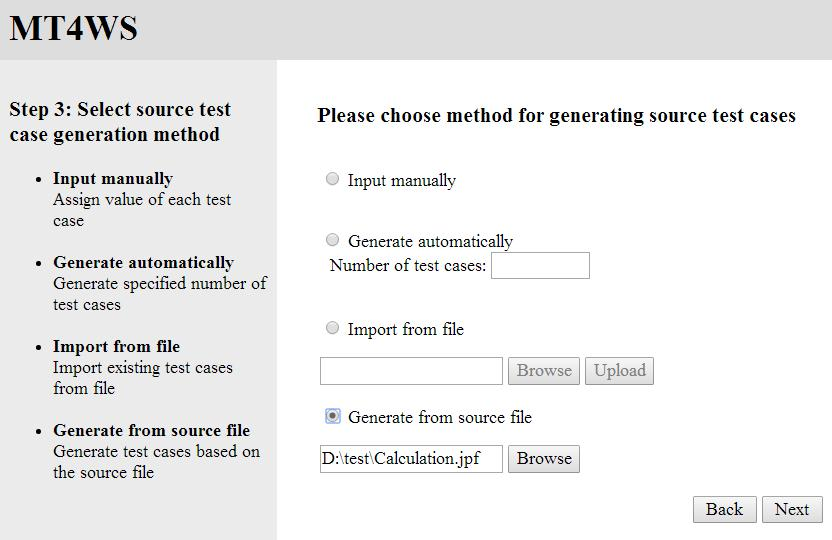 MT4WS
Step 3: Select source test
case generation method
Input manually
Assign value of each test
case
Generate automatically
Generate specified number of
test cases
Import from file
Import existing test cases
from file
Generate from source file
Generate test cases based on
the source file
Please choose method for generating source test cases
Input manually
Generate automatically
Number of test cases:
Import from file
Browse Upload
Generate from source file
D:\test\Calculation.jpf Browse
Back Next